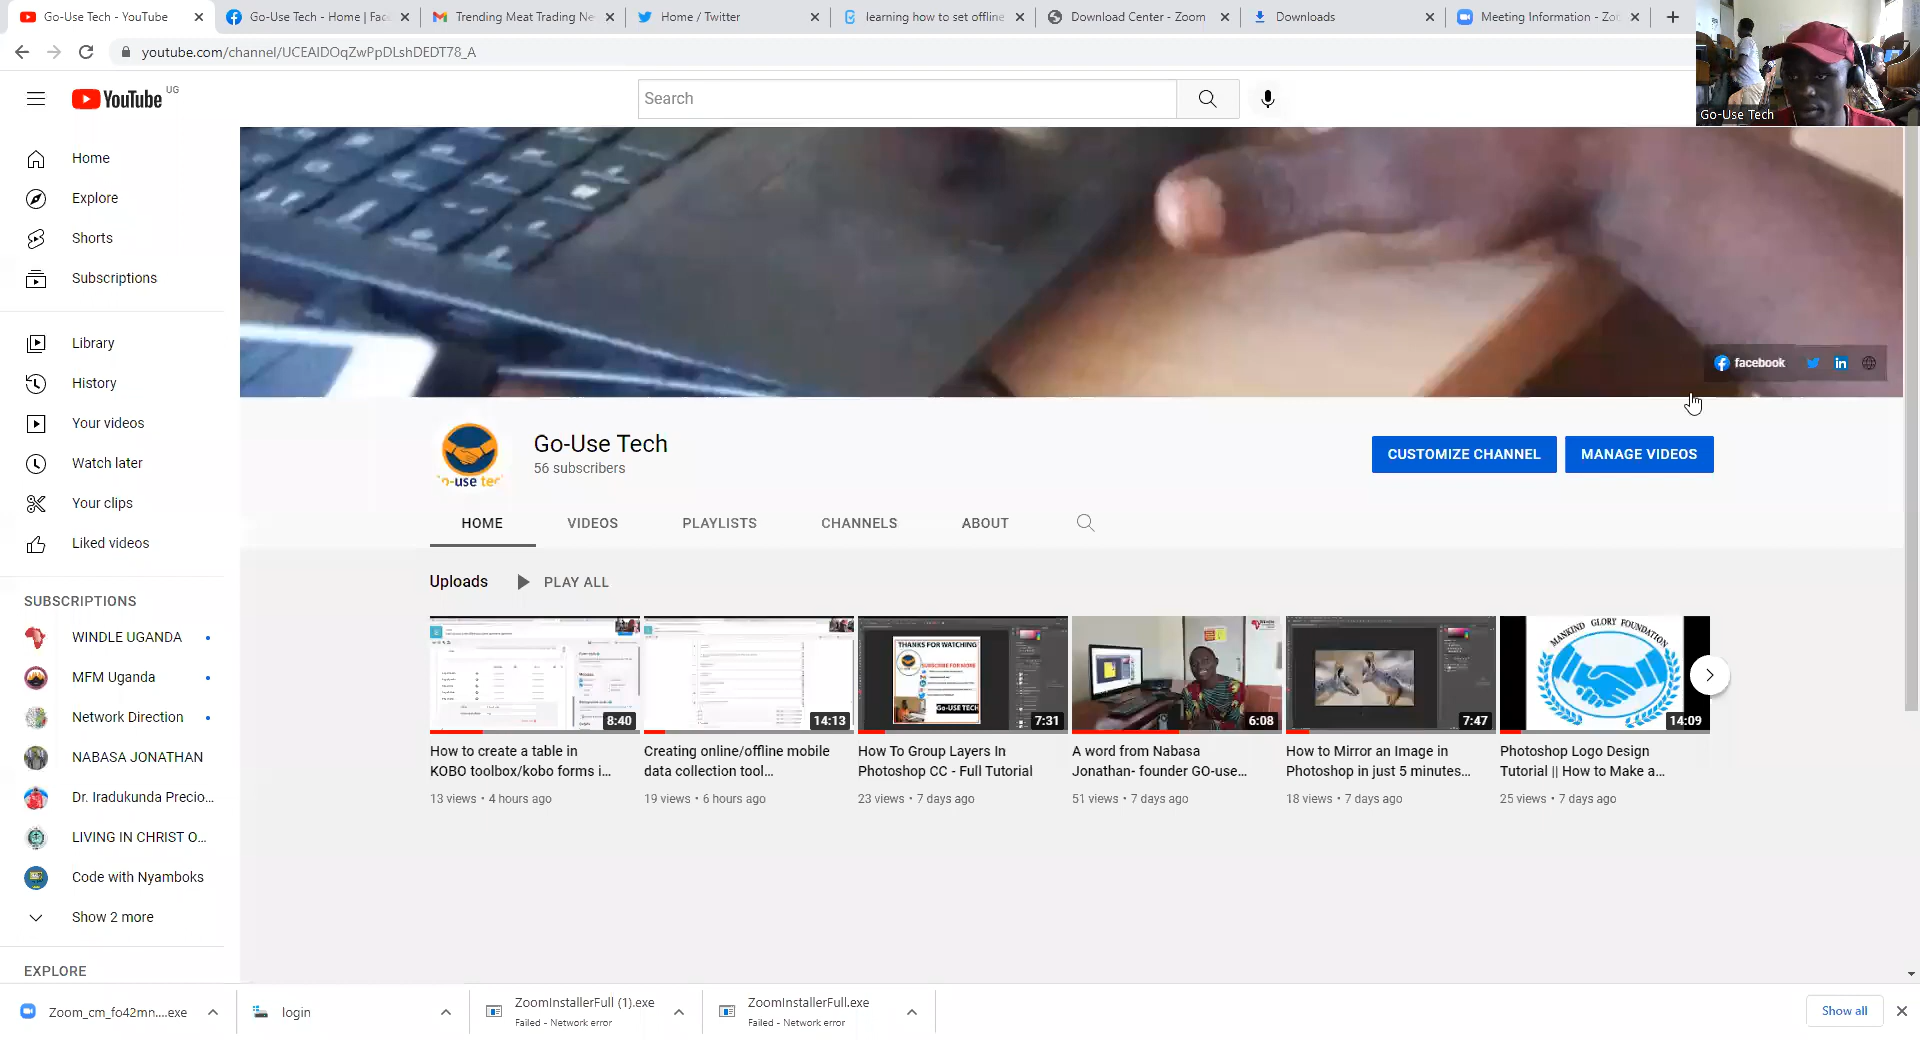 Go-Use Tech - YouTube
Go-Use Tech - Home | Fac
Trending Meat Trading Ne
Home / Twitter
learning how to set offline
Download Center - Zoom
Downloads
Meeting Information - Zo
youtube.com/channel/UCEAIDOqZwPpDLshDEDT78_A
Go-Use Tech
YouTube UG
Search
Home
Explore
Shorts
Subscriptions
Library
History
Your videos
Watch later
Your clips
Liked videos
SUBSCRIPTIONS
WINDLE UGANDA
MFM Uganda
Network Direction
NABASA JONATHAN
Dr. Iradukunda Precio...
LIVING IN CHRIST O...
Code with Nyamboks
Show 2 more
EXPLORE
facebook
in
Go-Use Tech
56 subscribers
CUSTOMIZE CHANNEL
MANAGE VIDEOS
HOME
VIDEOS
PLAYLISTS
CHANNELS
ABOUT
Uploads
PLAY ALL
8:40
How to create a table in
KOBO toolbox/kobo forms i...
13 views • 4 hours ago
14:13
Creating online/offline mobile
data collection tool...
19 views • 6 hours ago
THANKS FOR WATCHING
SUBSCRIBE FOR MORE
GO-USE TECH
7:31
How To Group Layers In
Photoshop CC - Full Tutorial
23 views • 7 days ago
6:08
A word from Nabasa
Jonathan- founder GO-use...
51 views • 7 days ago
7:47
How to Mirror an Image in
Photoshop in just 5 minutes...
18 views • 7 days ago
MANKIND GLORY FOUNDATION
14:09
Photoshop Logo Design
Tutorial || How to Make a...
25 views • 7 days ago
Zoom_cm_fo42mn....exe
login
ZoomInstallerFull (1).exe
Failed - Network error
ZoomInstallerFull.exe
Failed - Network error
Show all